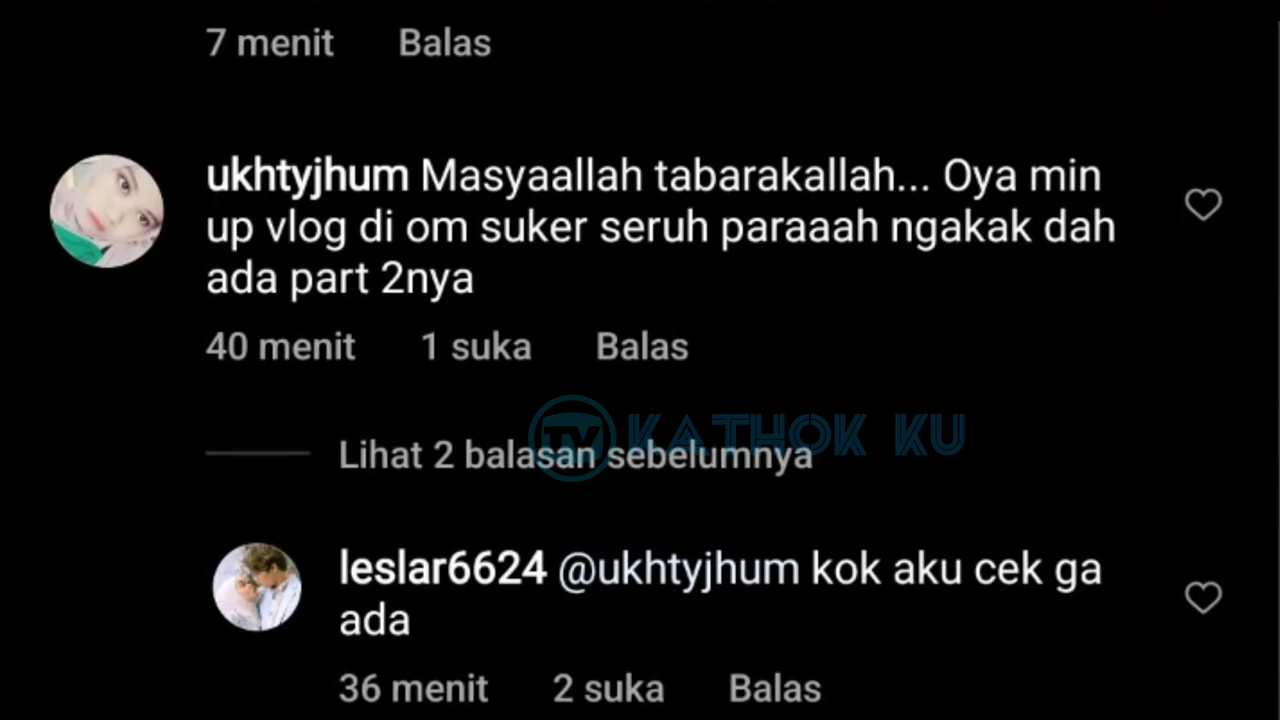 7 menit Balas
ukhtyjhum Masyaallah tabarakallah... Oya min
up vlog di om suker seruh paraaah ngakak dah
ada part 2nya
40 menit 1 suka Balas
TV KATHOK KU
Lihat 2 balasan sebelumnya
leslar6624 @ukhtyjhum kok aku cek ga
ada
36 menit 2 suka Balas